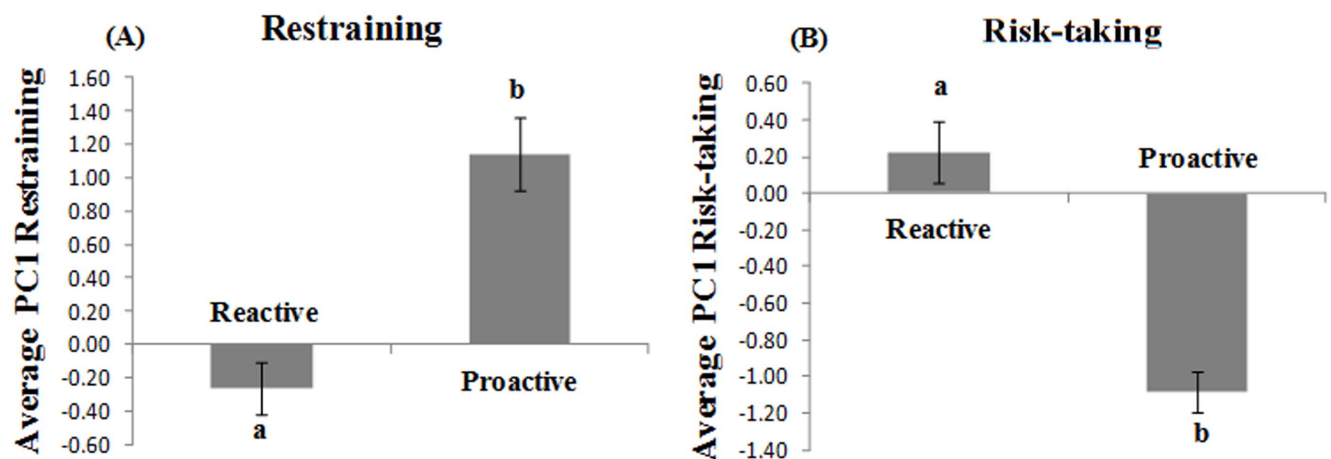 (A) Restraining
Average PC1 Restraining
1.60
1.40
1.20
1.00
0.80
0.60
0.40
0.20
0.00
-0.20
-0.40
-0.60
b
Reactive
Proactive
a
(B) Risk-taking
Average PC1 Risk-taking
0.60
0.40
0.20
0.00
-0.20
-0.40
-0.60
-0.80
-1.00
-1.20
-1.40
a
Proactive
Reactive
b